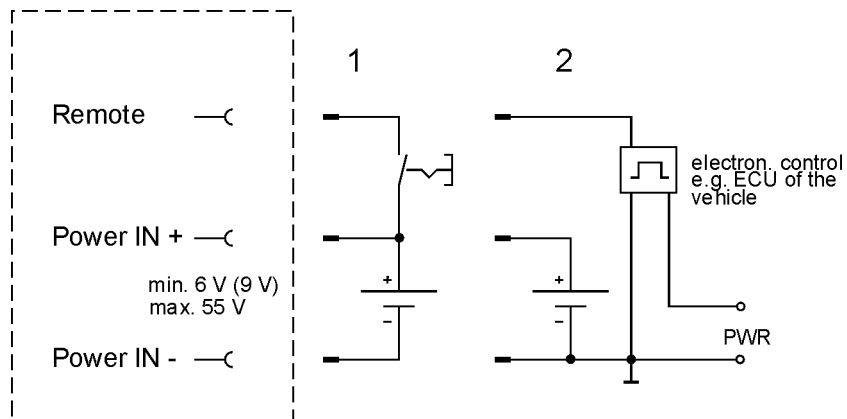 1
2
Remote
electron. control
e.g. ECU of the
vehicle
Power IN +
min. 6 V (9 V)
max. 55 V
+
−
+
−
PWR
Power IN -